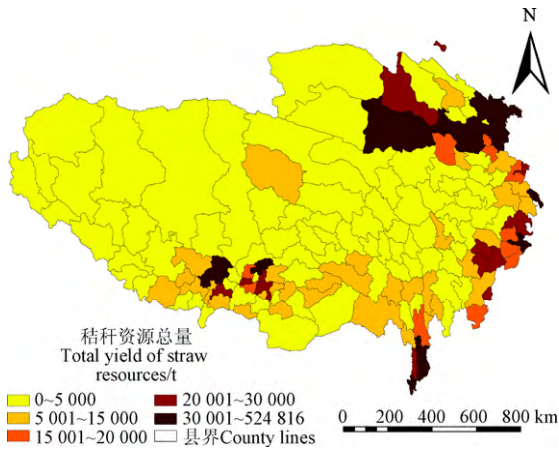 N
秸秆资源总量
Total yield of straw
resources/t
0~5 000
20 001~30 000
5 001~15 000
30 001~524 816
15 001~20 000
县界County lines
0 200 400 600 800 km